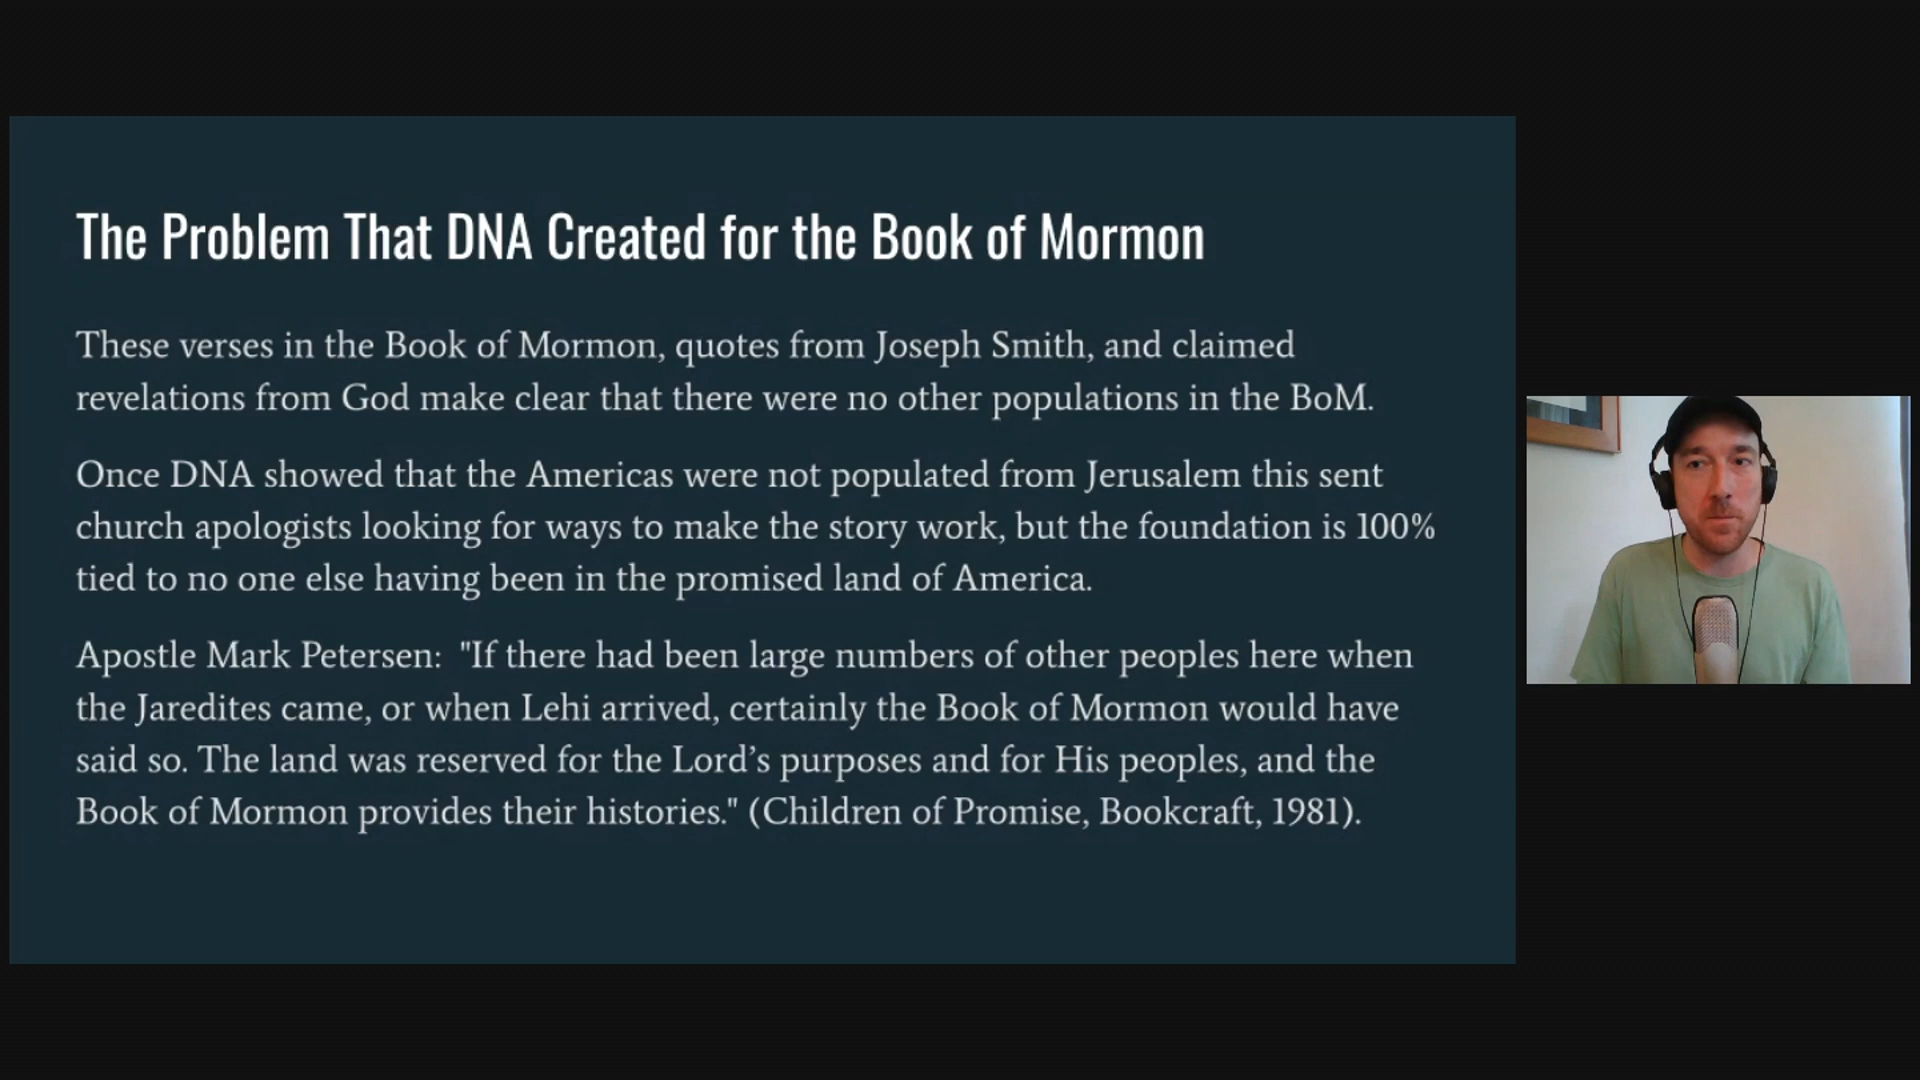 The Problem That DNA Created for the Book of Mormon
These verses in the Book of Mormon, quotes from Joseph Smith, and claimed
revelations from God make clear that there were no other populations in the BoM.
Once DNA showed that the Americas were not populated from Jerusalem this sent
church apologists looking for ways to make the story work, but the foundation is 100%
tied to no one else having been in the promised land of America.
Apostle Mark Petersen:  "If there had been large numbers of other peoples here when
the Jaredites came, or when Lehi arrived, certainly the Book of Mormon would have
said so. The land was reserved for the Lord’s purposes and for His peoples, and the
Book of Mormon provides their histories." (Children of Promise, Bookcraft, 1981).